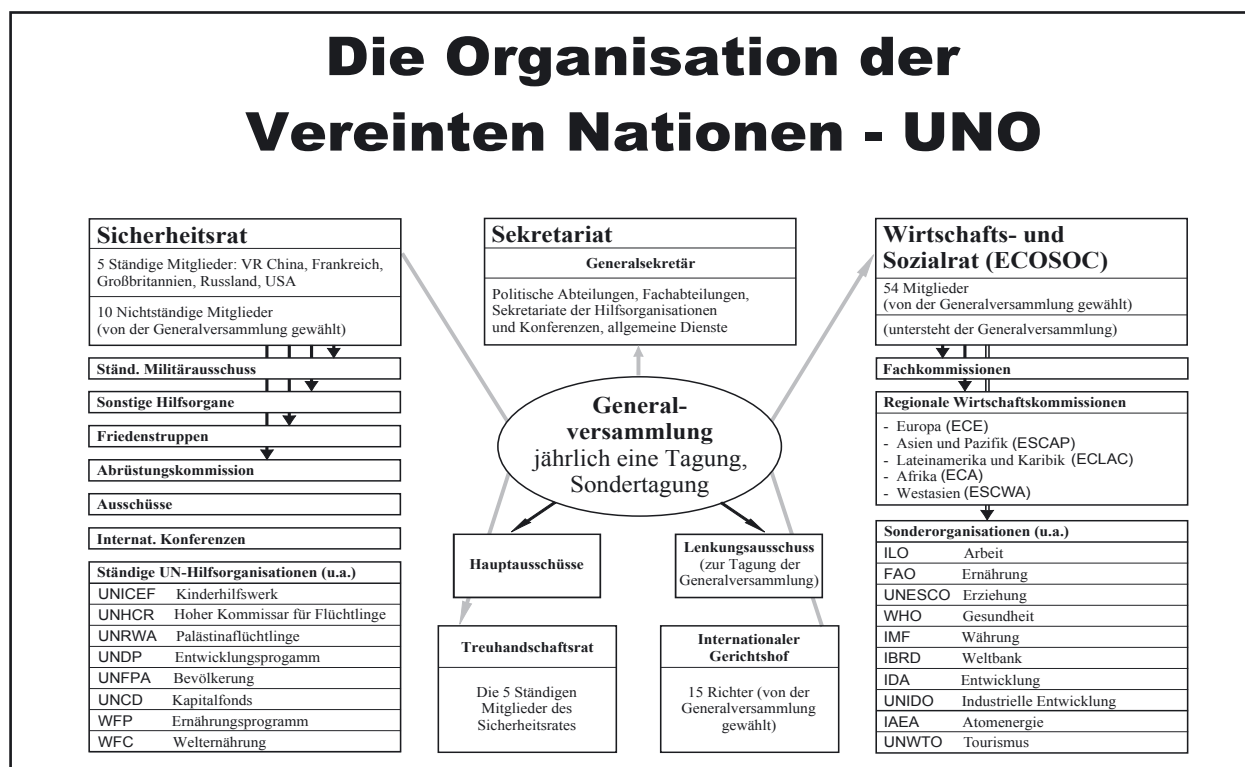 Die Organisation der
Vereinten Nationen - UNO
Sicherheitsrat
5 Ständige Mitglieder: VR China, Frankreich,
Großbritannien, Russland, USA
10 Nichtständige Mitglieder
(von der Generalversammlung gewählt)
Ständ. Militärausschuss
Sonstige Hilfsorgane
Friedenstruppen
Abrüstungskommission
Ausschüsse
Internat. Konferenzen
Ständige UN-Hilfsorganisationen (u.a.)
UNICEF Kinderhilfswerk
UNHCR Hoher Kommissar für Flüchtlinge
UNRWA Palästinaflüchtlinge
UNDP Entwicklungsprogamm
UNFPA Bevölkerung
UNCD Kapitalfonds
WFP Ernährungsprogramm
WFC Welternährung
Sekretariat
Generalsekretär
Politische Abteilungen, Fachabteilungen,
Sekretariate der Hilfsorganisationen
und Konferenzen, allgemeine Dienste
General-
versammlung
jährlich eine Tagung,
Sondertagung
Hauptausschüsse
Lenkungsausschuss
(zur Tagung der
Generalversammlung)
Treuhandschaftsrat
Die 5 Ständigen
Mitglieder des
Sicherheitsrates
Internationaler
Gerichtshof
15 Richter (von der
Generalversammlung
gewählt)
Wirtschafts- und
Sozialrat (ECOSOC)
54 Mitglieder
(von der Generalversammlung gewählt)
(untersteht der Generalversammlung)
Fachkommissionen
Regionale Wirtschaftskommissionen
- Europa (ECE)
- Asien und Pazifik (ESCAP)
- Lateinamerika und Karibik (ECLAC)
- Afrika (ECA)
- Westasien (ESCWA)
Sonderorganisationen (u.a.)
ILO Arbeit
FAO Ernährung
UNESCO Erziehung
WHO Gesundheit
IMF Währung
IBRD Weltbank
IDA Entwicklung
UNIDO Industrielle Entwicklung
IAEA Atomenergie
UNWTO Tourismus